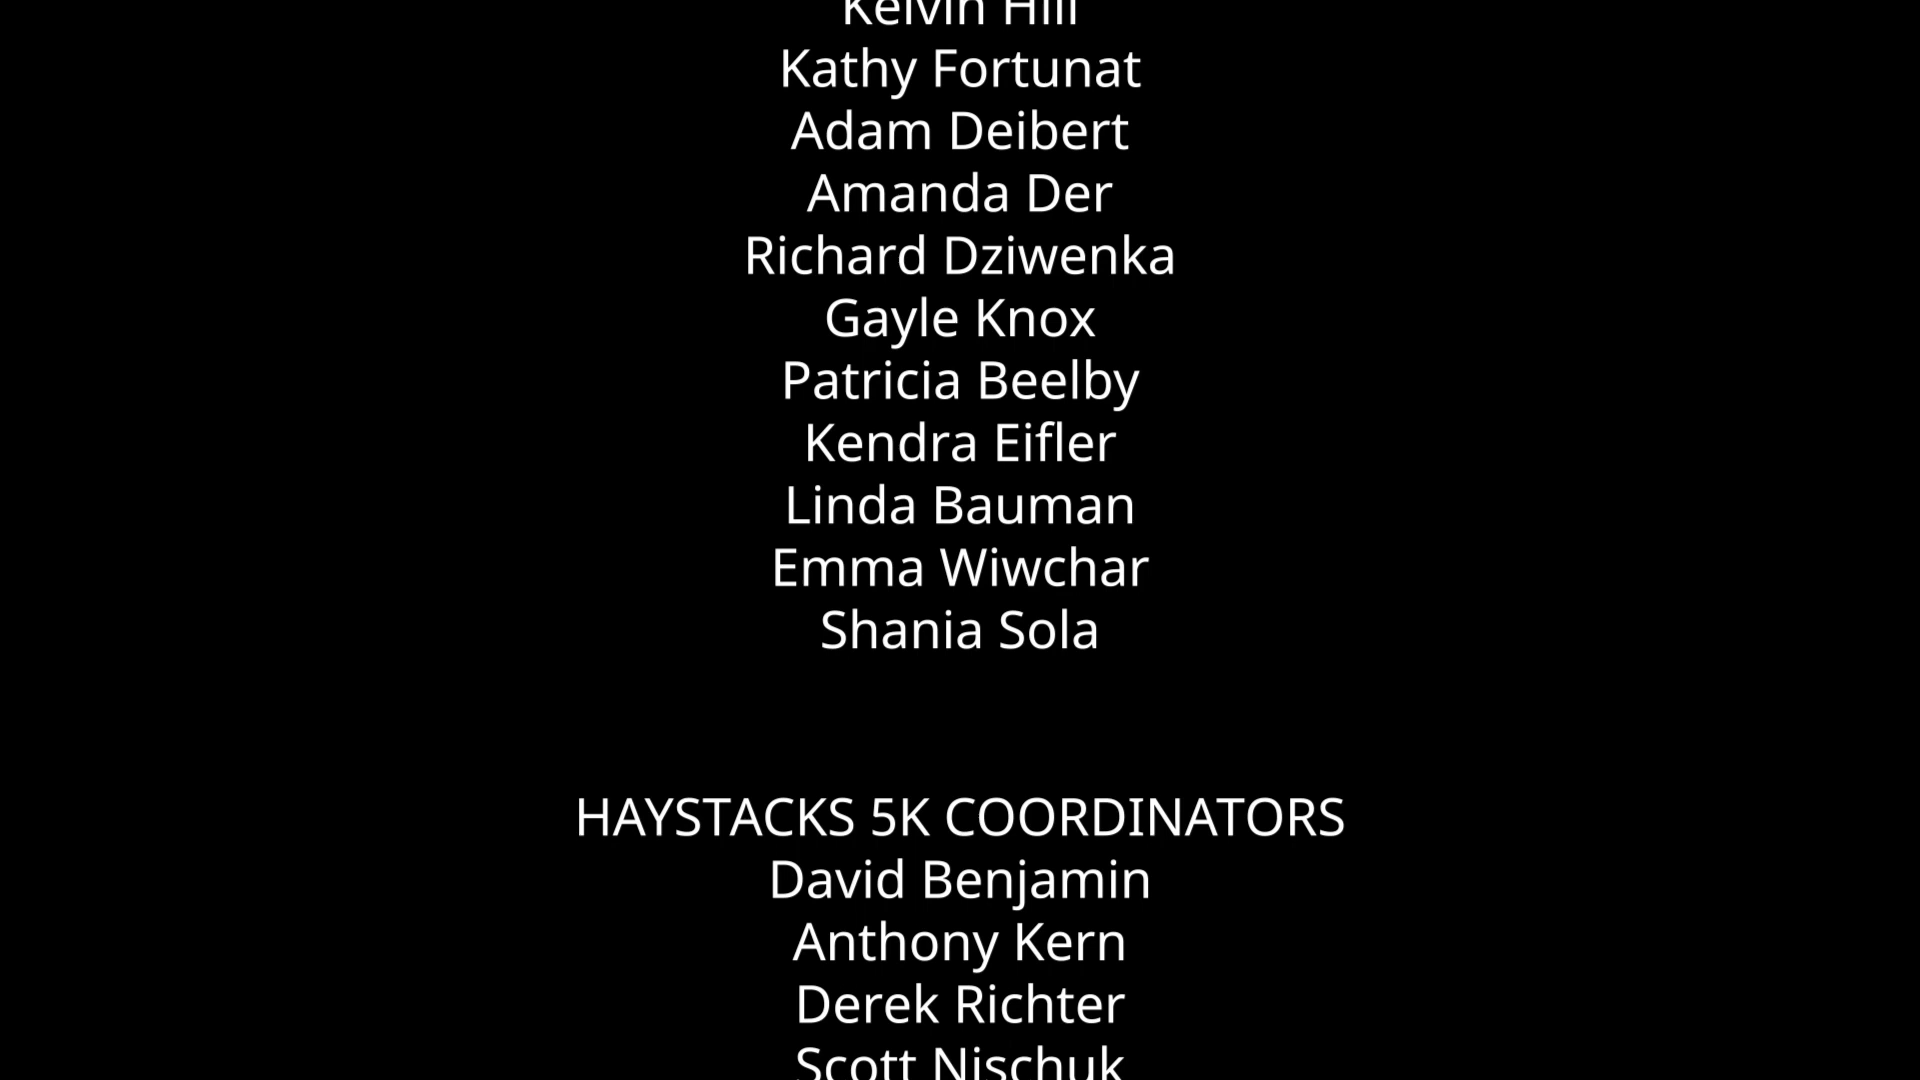 Kelvin Hill
Kathy Fortunat
Adam Deibert
Amanda Der
Richard Dziwenka
Gayle Knox
Patricia Beelby
Kendra Eifler
Linda Bauman
Emma Wiwchar
Shania Sola
HAYSTACKS 5K COORDINATORS
David Benjamin
Anthony Kern
Derek Richter
Scott Nischuk